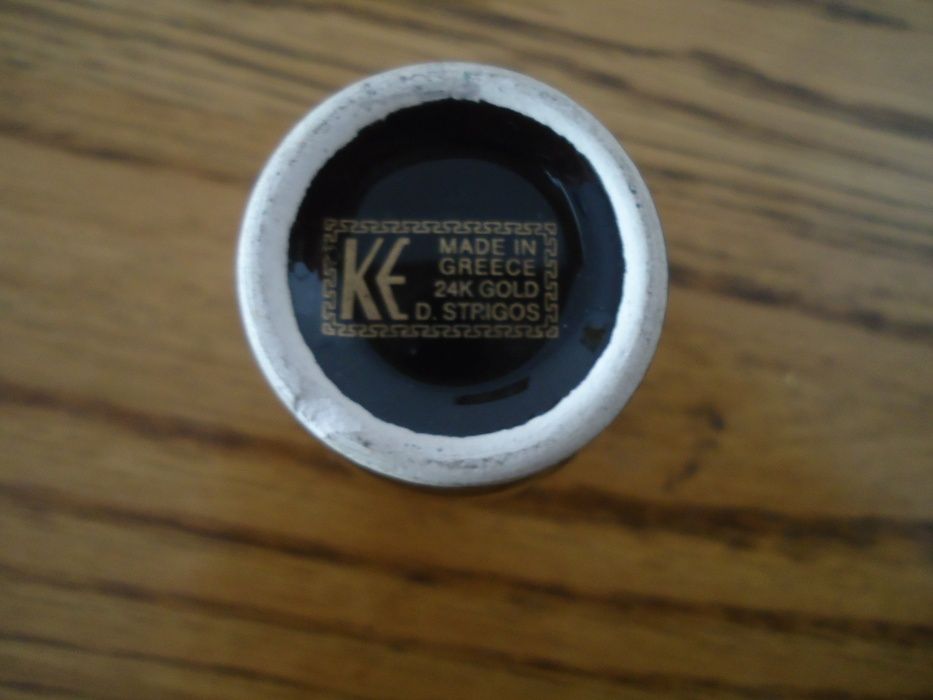 KE
MADE IN
GREECE
24K GOLD
D. STRIGOS